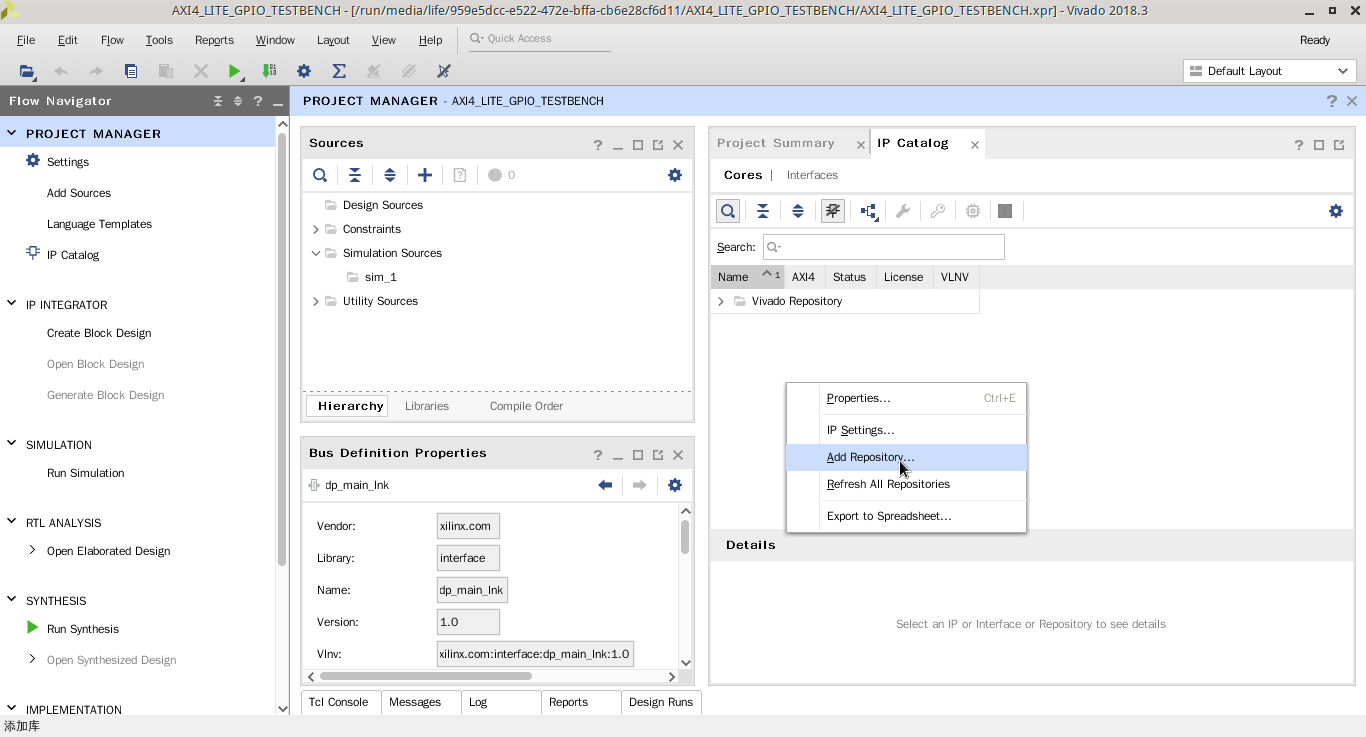 AXI4_LITE_GPIO_TESTBENCH - [/run/media/life/959e5dcc-e522-472e-bffa-cb6e28cf6d11/AXI4_LITE_GPIO_TESTBENCH/AXI4_LITE_GPIO_TESTBENCH.xpr] - Vivado 2018.3
File Edit Flow Tools Reports Window Layout View Help Quick Access Ready
Default Layout
Flow Navigator
PROJECT MANAGER
Settings
Add Sources
Language Templates
IP Catalog
IP INTEGRATOR
Create Block Design
Open Block Design
Generate Block Design
SIMULATION
Run Simulation
RTL ANALYSIS
Open Elaborated Design
SYNTHESIS
Run Synthesis
Open Synthesized Design
IMPLEMENTATION
PROJECT MANAGER - AXI4_LITE_GPIO_TESTBENCH
Sources
0
Design Sources
Constraints
Simulation Sources
sim_1
Utility Sources
Hierarchy Libraries Compile Order
Bus Definition Properties
dp_main_lnk
Vendor: xilinx.com
Library: interface
Name: dp_main_lnk
Version: 1.0
Vlnv: xilinx.com:interface:dp_main_lnk:1.0
Tcl Console Messages Log Reports Design Runs
Project Summary IP Catalog
Cores | Interfaces
Search:
Name 1 AXI4 Status License VLNV
Vivado Repository
Properties... Ctrl+E
IP Settings...
Add Repository...
Refresh All Repositories
Export to Spreadsheet...
Details
Select an IP or Interface or Repository to see details
添加库